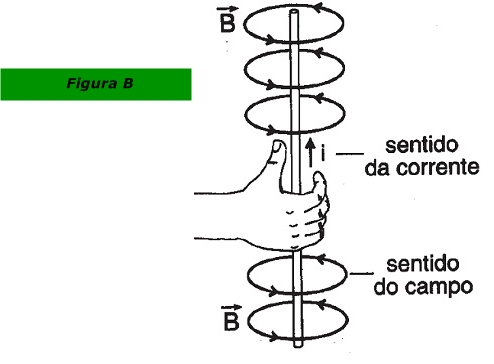 B
Figura B
i
sentido
da corrente
sentido
do campo
B